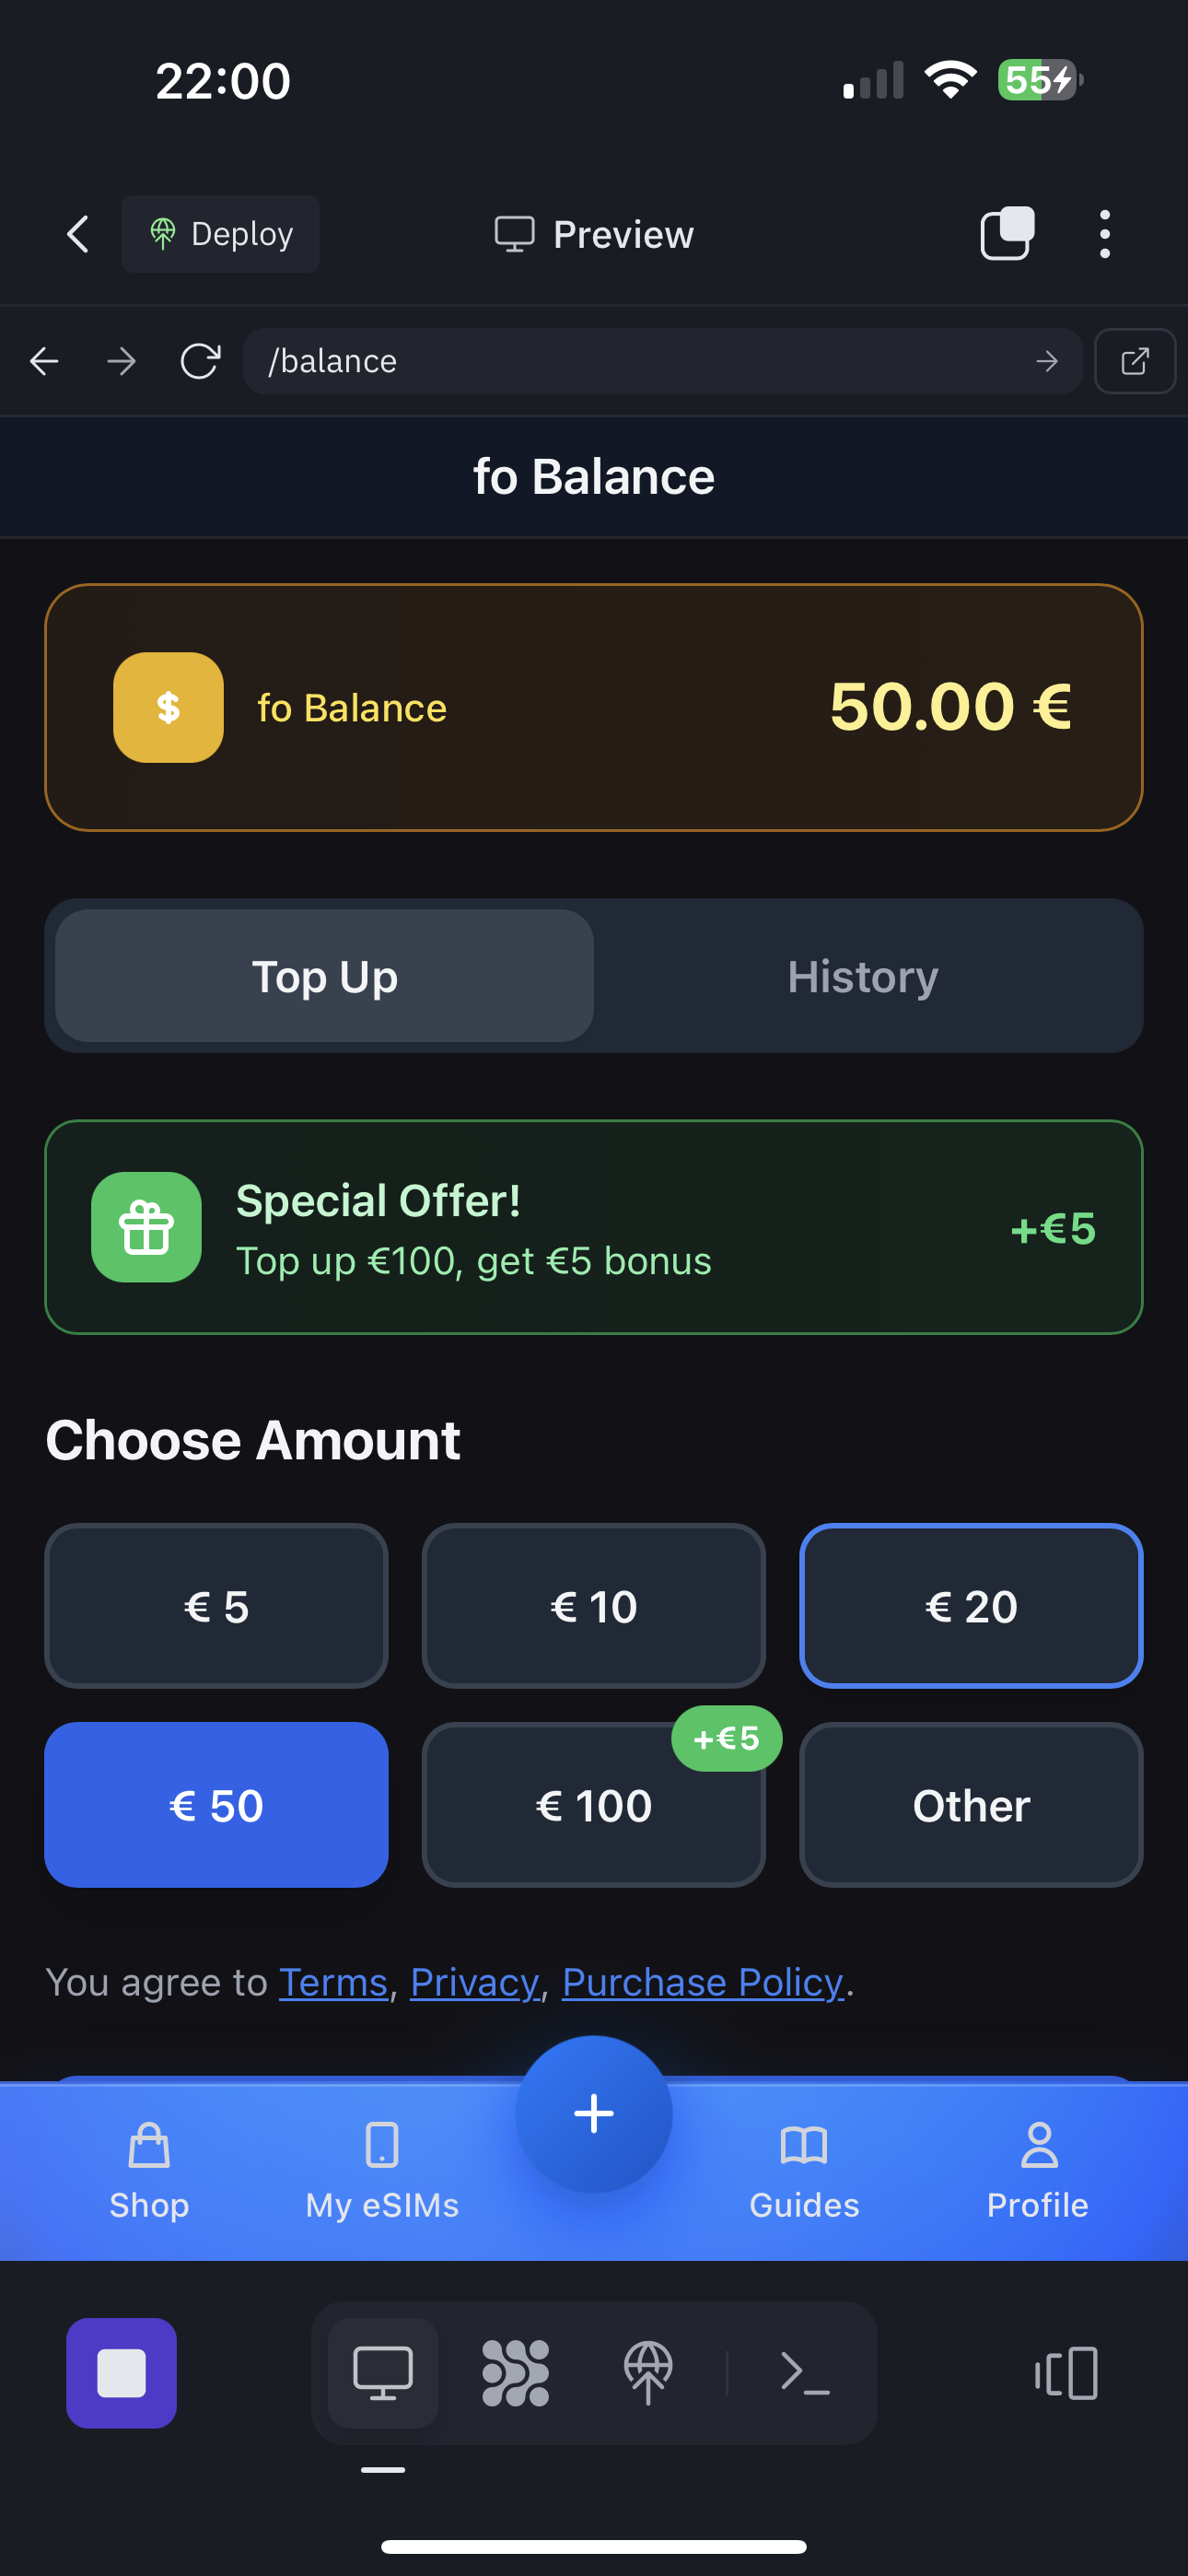 22:00
55
Deploy
Preview
/balance
fo Balance
$ fo Balance 50.00 €
Top Up History
Special Offer!
Top up €100, get €5 bonus
+€5
Choose Amount
€ 5 € 10 € 20
+€5
€ 50 € 100 Other
You agree to Terms, Privacy, Purchase Policy.
Shop My eSIMs Guides Profile